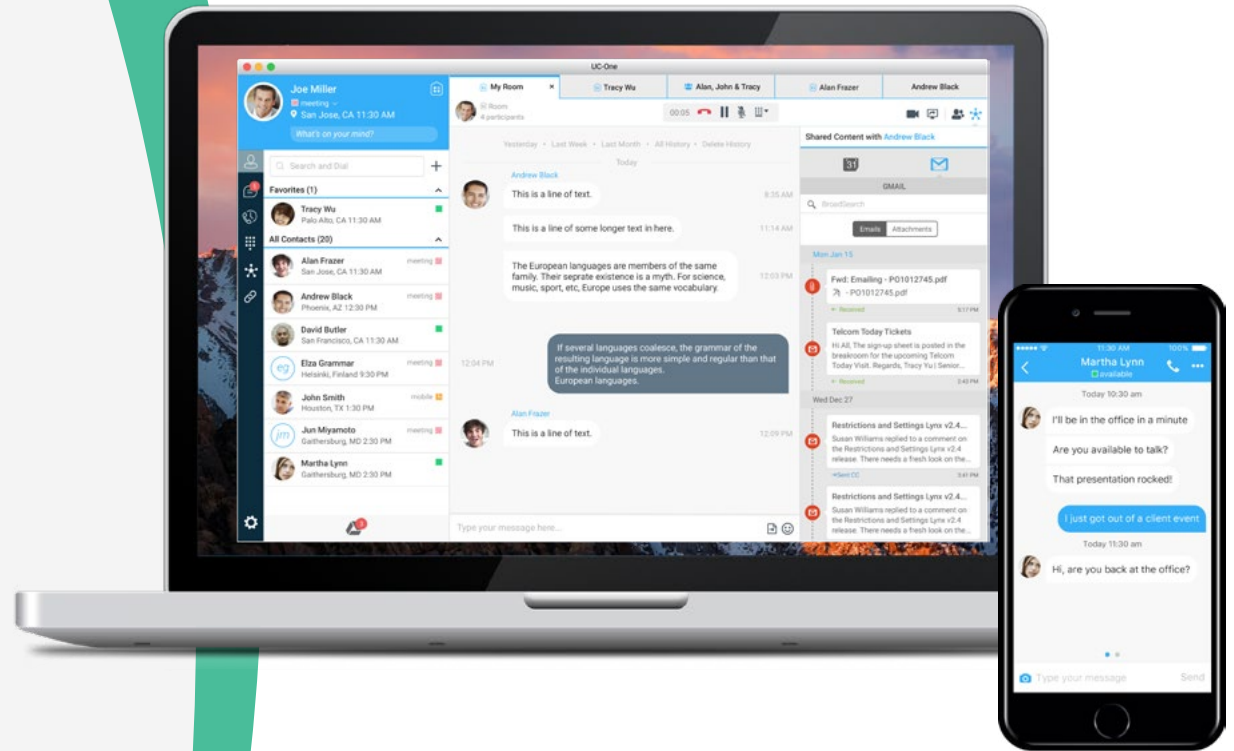 UC-One
Joe Miller
meeting
San Jose, CA 11:30 AM
What's on your mind?
Search and Dial
Favorites (1)
Tracy Wu
Palo Alto, CA 11:30 AM
All Contacts (20)
Alan Frazer
San Jose, CA 11:30 AM
meeting
Andrew Black
Phoenix, AZ 12:30 PM
meeting
David Butler
San Francisco, CA 11:30 AM
eg
Elza Grammar
Helsinki, Finland 9:30 PM
meeting
John Smith
Houston, TX 1:30 PM
mobile
jm
Jun Miyamoto
Gaithersburg, MD 2:30 PM
meeting
Martha Lynn
Gaithersburg, MD 2:30 PM
My Room
Tracy Wu
Alan, John & Tracy
Alan Frazer
Andrew Black
Room
4 participants
00:05
Yesterday • Last Week • Last Month • All History • Delete History
Today
Andrew Black
This is a line of text.
8:35 AM
This is a line of some longer text in here.
11:14 AM
The European languages are members of the same
family. Their seprate existence is a myth. For science,
music, sport, etc, Europe uses the same vocabulary.
12:03 PM
If several languages coalesce, the grammar of the
resulting language is more simple and regular than that
of the individual languages.
European languages.
12:04 PM
Alan Frazer
This is a line of text.
12:09 PM
Type your message here...
Shared Content with Andrew Black
31
GMAIL
BroadSearch
Emails
Attachments
Mon Jan 15
Fwd: Emailing - PO1012745.pdf
- PO1012745.pdf
Received
9:17 PM
Telcom Today Tickets
Hi All, The sign-up sheet is posted in the
breakroom for the upcoming Telcom
Today Visit. Regards, Tracy Yu | Senior...
Received
3:40 PM
Wed Dec 27
Restrictions and Settings Lynx v2.4...
Susan Williams replied to a comment on
the Restrictions and Settings Lynx v2.4
release. There needs a fresh look on the...
Sent CC
5:41 PM
Restrictions and Settings Lynx v2.4...
Susan Williams replied to a comment on
the Restrictions and Settings Lynx v2.4
release. There needs a fresh look on the...
11:30 AM
100%
Martha Lynn
available
Today 10:30 am
I'll be in the office in a minute
Are you available to talk?
That presentation rocked!
I just got out of a client event
Today 11:30 am
Hi, are you back at the office?
Type your message
Send